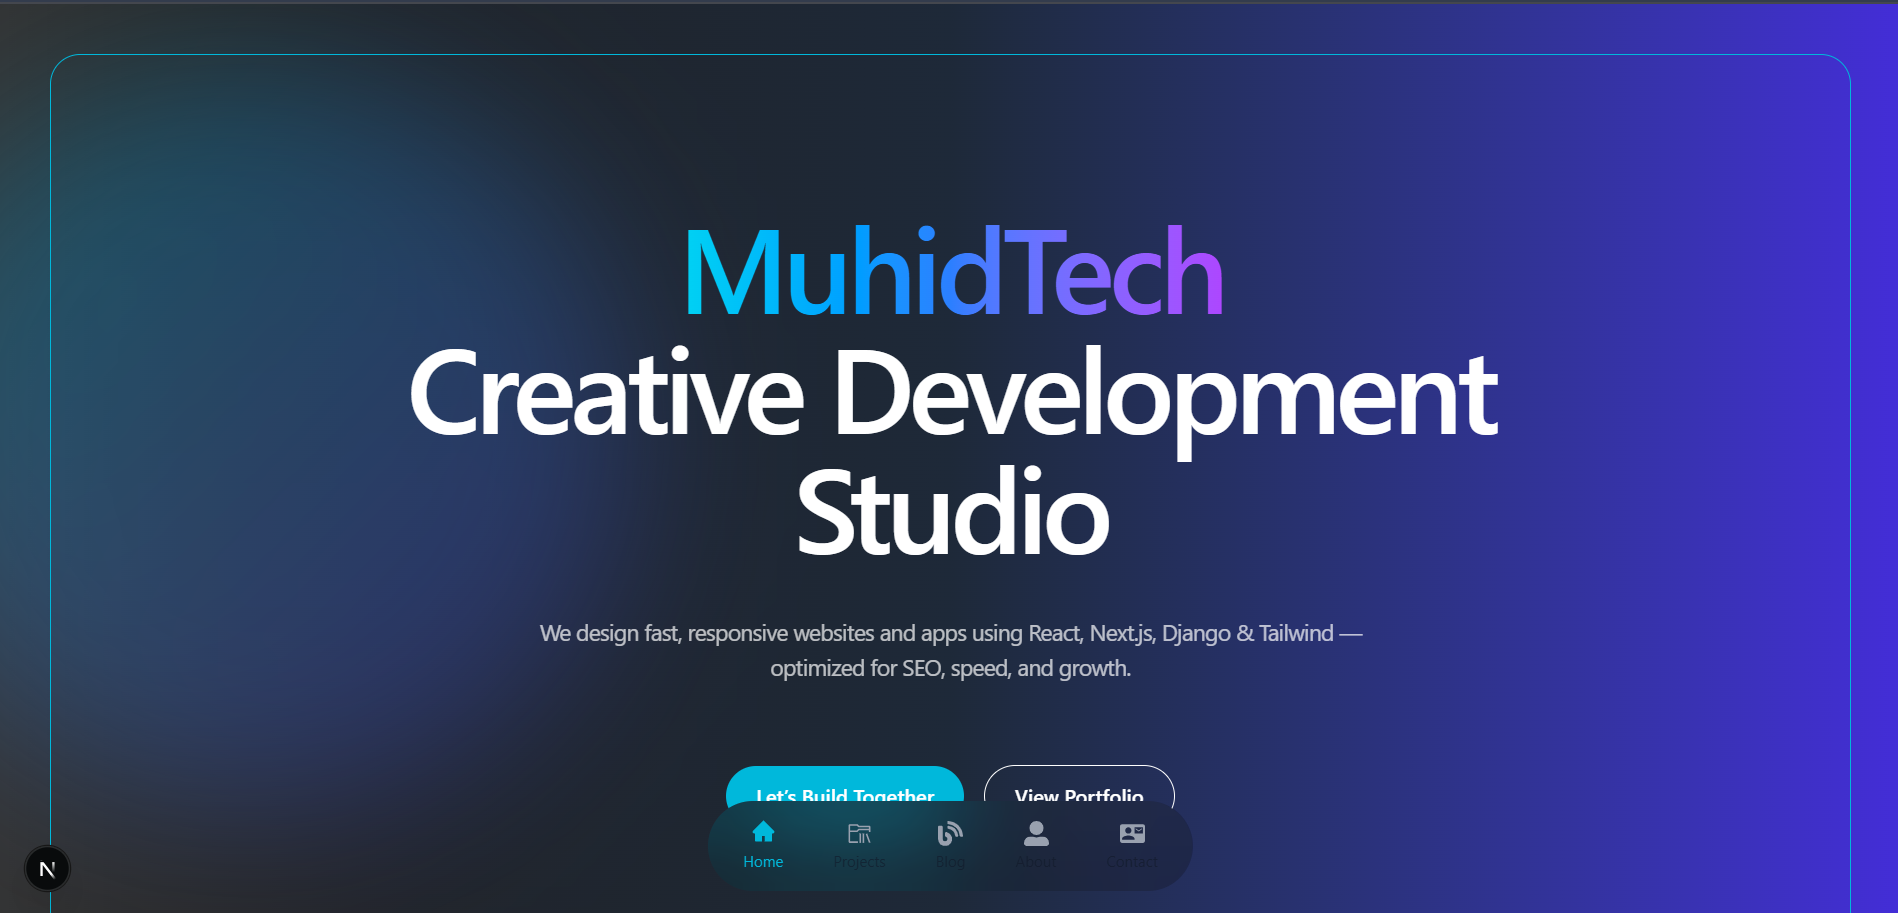 MuhidTech
Creative Development
Studio
We design fast, responsive websites and apps using React, Next.js, Django & Tailwind —
optimized for SEO, speed, and growth.
Let’s Build Together
View Portfolio
Home
Projects
Blog
About
Contact
N